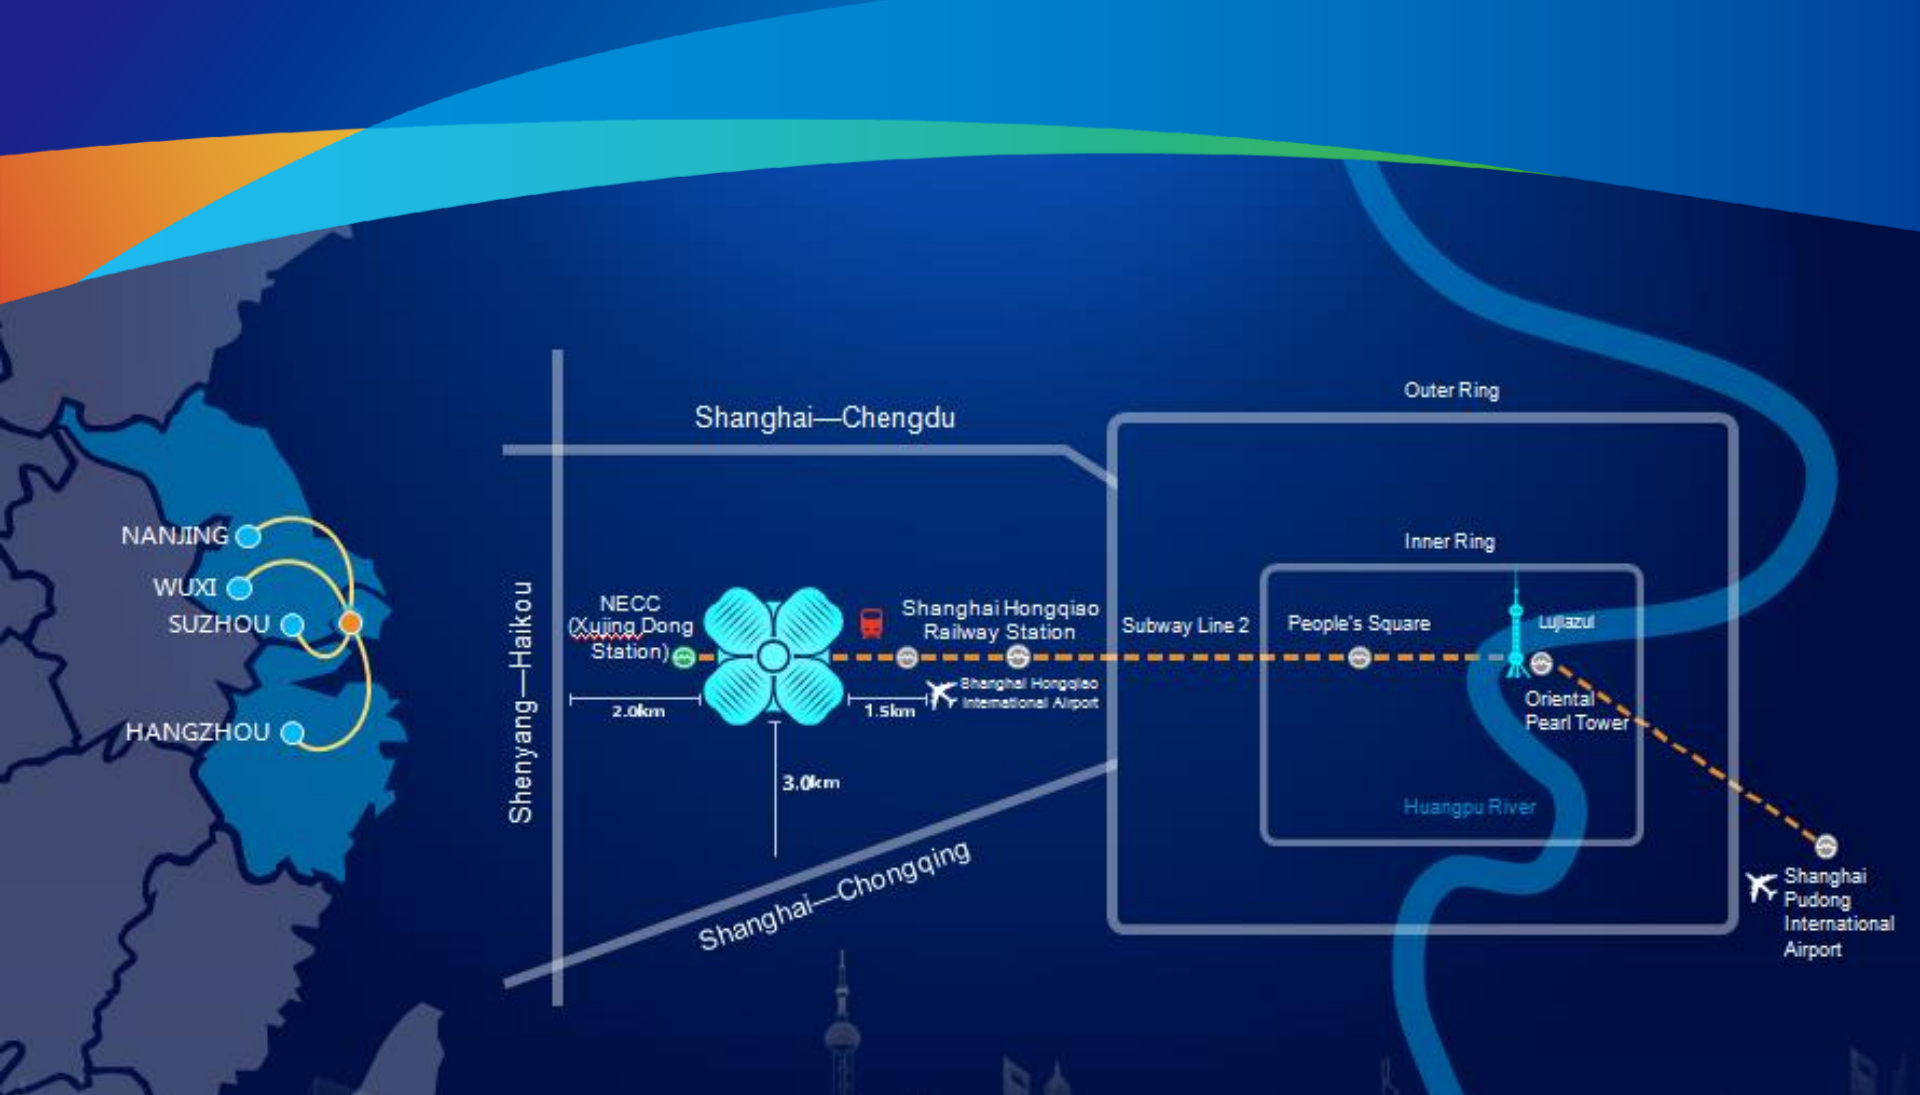 Outer Ring
Shanghai—Chengdu
NANJING
Inner Ring
WUXI
SUZHOU
Shenyang—Haikou
NECC
(Xujing Dong
Station)
Shanghai Hongqiao
Railway Station
Subway Line 2
People's Square
Lujiazui
Shanghai Hongqiao
International Airport
2.0km
1.5km
Oriental
Pearl Tower
HANGZHOU
3.0km
Huangpu River
Shanghai—Chongqing
Shanghai
Pudong
International
Airport